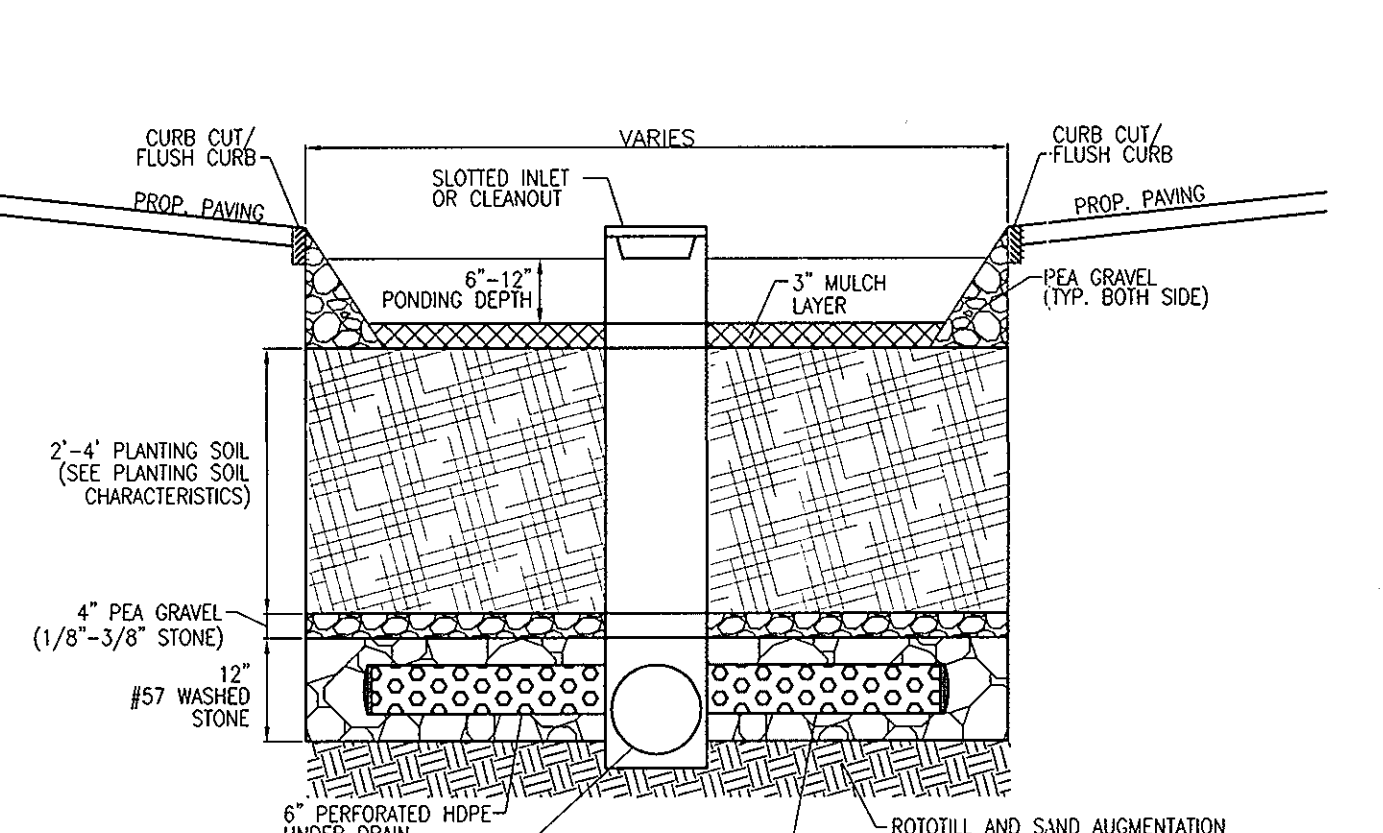 CURB CUT/
FLUSH CURB
VARIES
CURB CUT/
FLUSH CURB
SLOTTED INLET
OR CLEANOUT
PROP. PAVING
PROP. PAVING
6"-12"
PONDING DEPTH
3" MULCH
LAYER
PEA GRAVEL
(TYP. BOTH SIDE)
2'-4' PLANTING SOIL
(SEE PLANTING SOIL
CHARACTERISTICS)
4" PEA GRAVEL
(1/8"-3/8" STONE)
12"
#57 WASHED
STONE
6" PERFORATED HDPE
UNDER DRAIN
ROTOTILL AND SAND AUGMENTATION